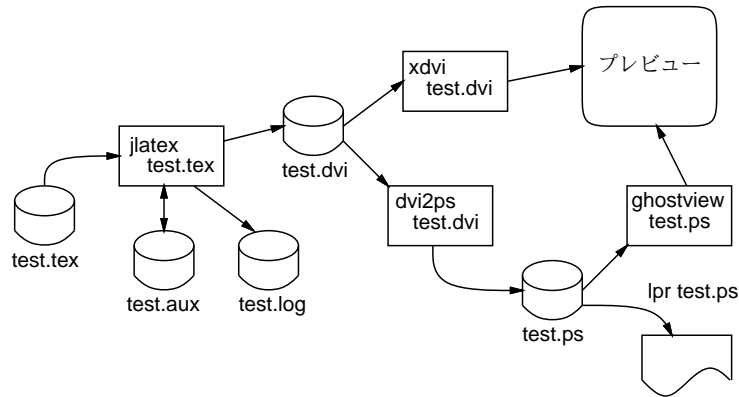 xdvi
test.dvi
プレビュー
jlatex
test.tex
test.dvi
dvi2ps
test.dvi
ghostview
test.ps
test.tex
test.aux
test.log
test.ps
lpr test.ps